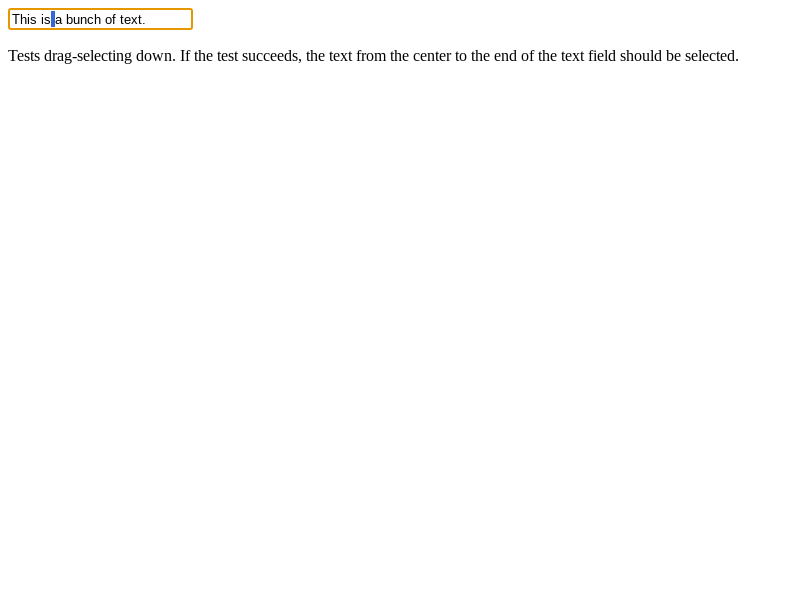 This is a bunch of text.
Tests drag-selecting down. If the test succeeds, the text from the center to the end of the text field should be selected.